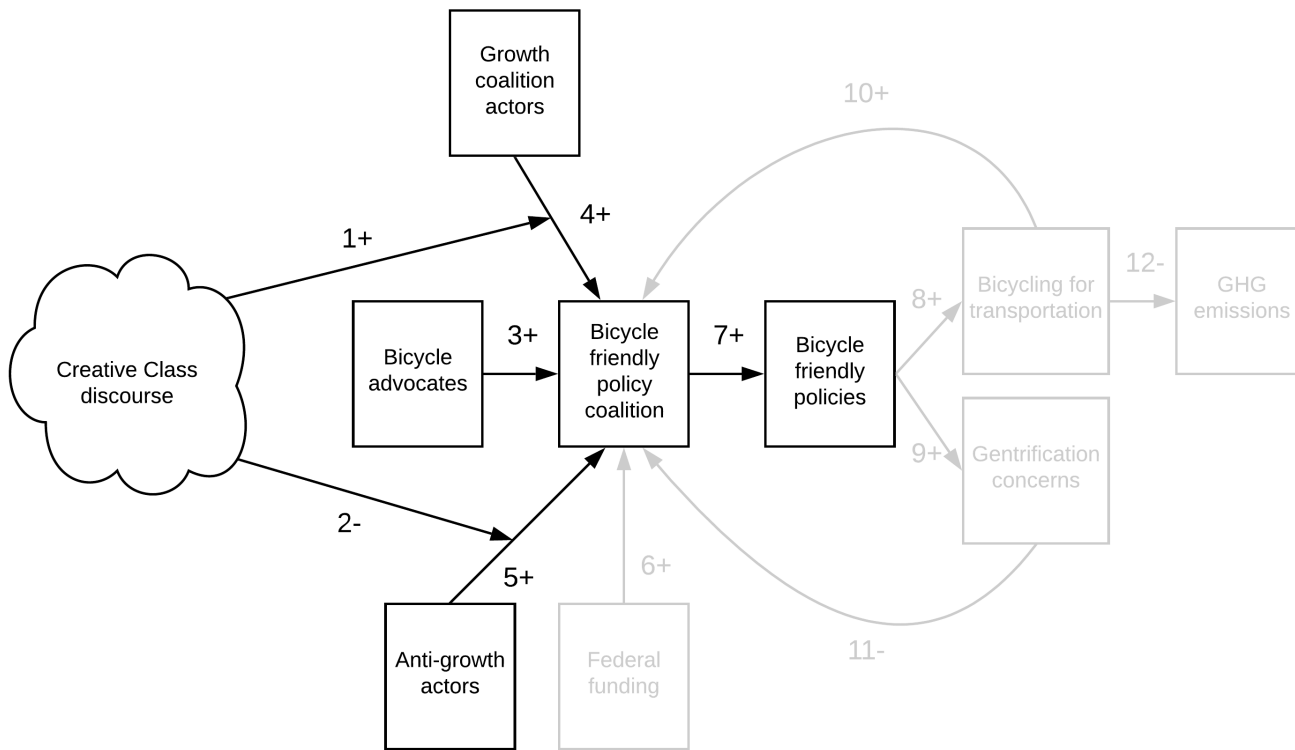 Growth
coalition
actors
10+
4+
1+
Bicycling for
transportation
12-
GHG
emissions
8+
3+
7+
Bicycle
friendly
policy
coalition
Bicycle
advocates
Bicycle
friendly
policies
Creative Class
discourse
9+
Gentrification
concerns
2-
5+
6+
11-
Anti-growth
actors
Federal
funding